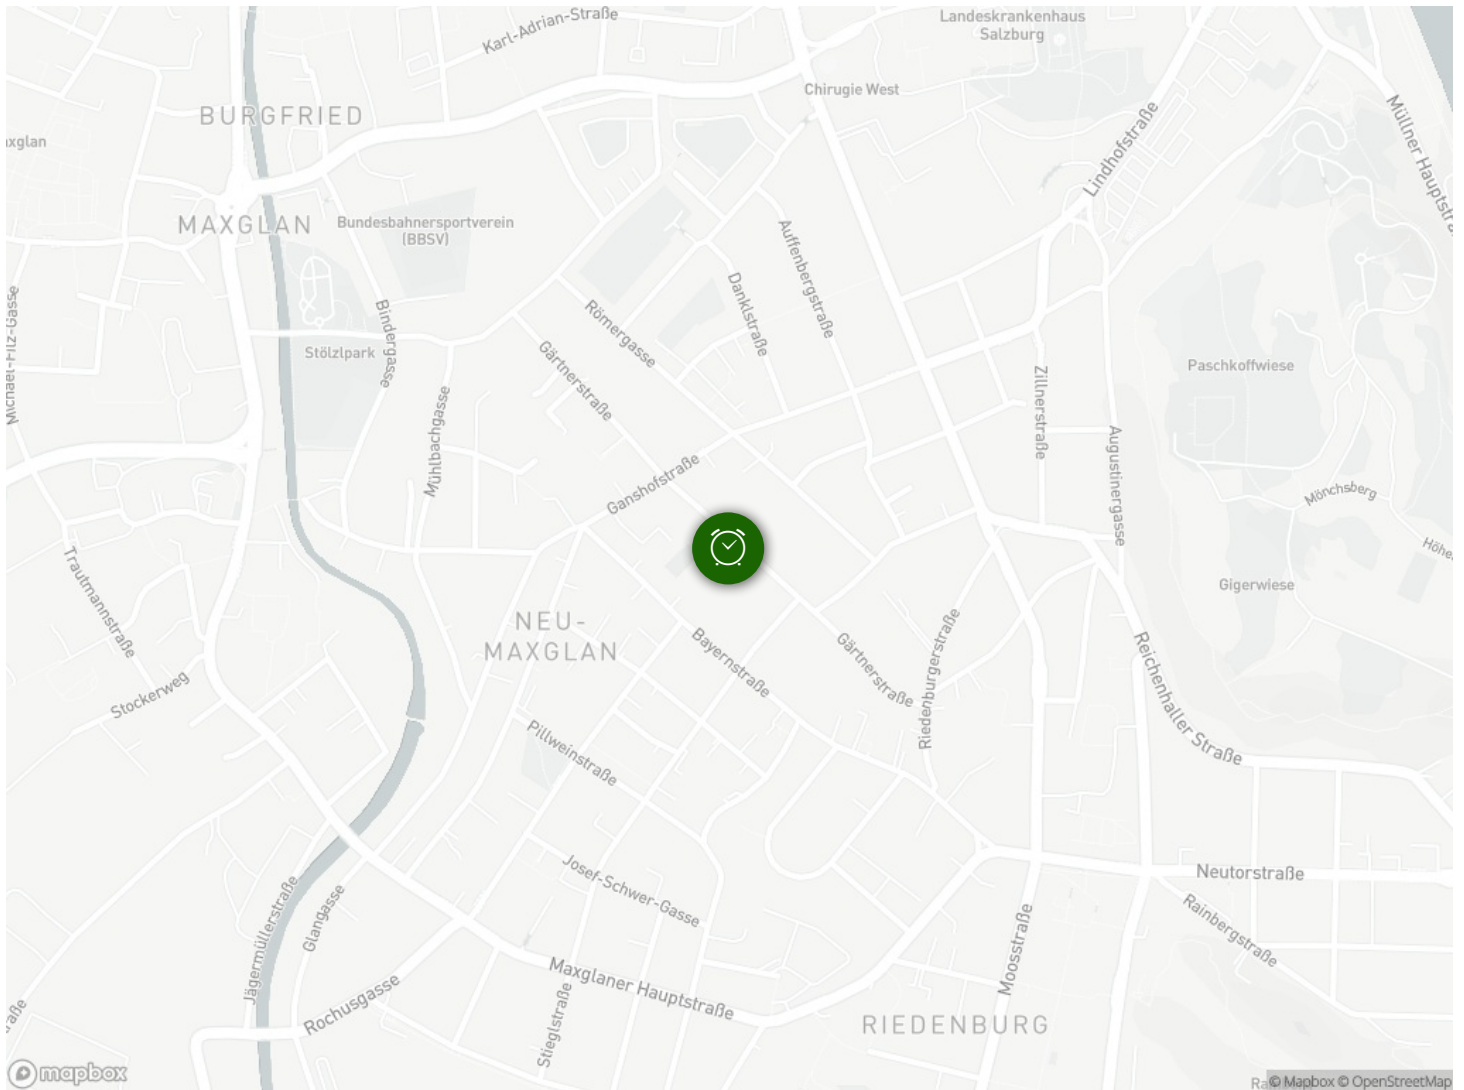 Karl-Adrian-Straße
Landeskrankenhaus
Salzburg
Chirugie West
BURGFRIED
Lindhofstraße
Müllner Hauptstra
xglan
MAXGLAN
Bundesbahnersportverein
(BBSV)
Auffenbergstraße
Danklstraße
Römergasse
Michael-Filz-Gasse
Bindergasse
Stölzlpark
Gärtnerstraße
Paschkoffwiese
Zillnerstraße
Mühlbachgasse
Augustinergasse
Ganshofstraße
Mönchsberg
Höhe
Trautmannstraße
Gigerwiese
NEU-
MAXGLAN
Bayernstraße
Gärtnerstraße
Riedenburgerstraße
Reichenhaller Straße
Stockerweg
Pillweinstraße
Josef-Schwer-Gasse
Neutorstraße
Jägermüllerstraße
Glangasse
Rainbergstraße
Moosstraße
Maxglaner Hauptstraße
Rochusgasse
Stieglstraße
raße
RIEDENBURG
mapbox
Ra
© Mapbox © OpenStreetMap